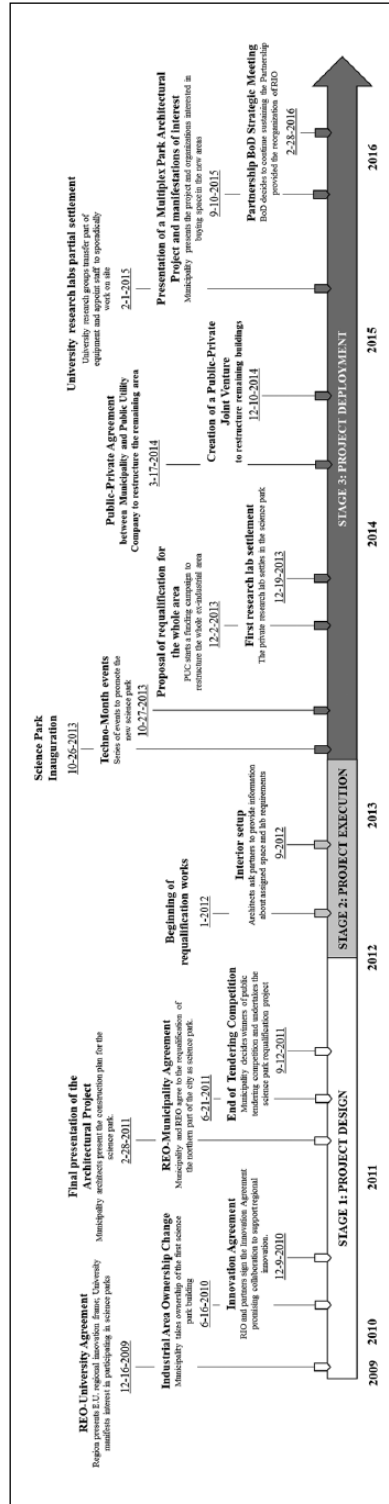 REO-University Agreement
Region presents E.U. regional innovation frame; University
manifests interest in participating in science parks
12-16-2009
Industrial Area Ownership Change
Municipality takes ownership of the first science
park building
6-16-2010
Innovation Agreement
RIO and partners sign the Innovation Agreement
promising collaboration to support regional
innovation.
12-9-2010
Final presentation of the
Architectural Project
Municipality architects present the construction plan for the
science park.
2-28-2011
REO-Municipality Agreement
Municipality and REO agree to the requalification of
the northern part of the city as science park.
6-21-2011
End of Tendering Competition
Municipality decides winners of public
tendering competition and undertakes the
science park requalification project
9-12-2011
Beginning of
requalification works
1-2012
Interior setup
Architects ask partners to provide information
about assigned space and lab requirements
9-2012
Science Park
Inauguration
10-26-2013
Techno-Month events
Series of events to promote the
new science park
10-27-2013
Proposal of requalification for
the whole area
PUC starts a funding campaign to
restructure the whole ex-industrial area
12-2-2013
First research lab settlement
The private research lab settles in the science park
12-19-2013
Public-Private Agreement
between Municipality and Public Utility
Company to restructure the remaining area
3-17-2014
Creation of a Public-Private
Joint Venture
to restructure remaining buildings
12-10-2014
University research labs partial settlement
University research groups transfer part of
equipment and appoint staff to sporadically
work on site
2-1-2015
Presentation of a Multiplex Park Architectural
Project and manifestations of interest
Municipality presents the project and organizations interested in
buying space in the new areas
9-10-2015
Partnership BoD Strategic Meeting
BoD decides to continue sustaining the Partnership
provided the reorganization of RIO
2-28-2016
STAGE 1: PROJECT DESIGN
STAGE 2: PROJECT EXECUTION
STAGE 3: PROJECT DEPLOYMENT
2009
2010
2011
2012
2013
2014
2015
2016